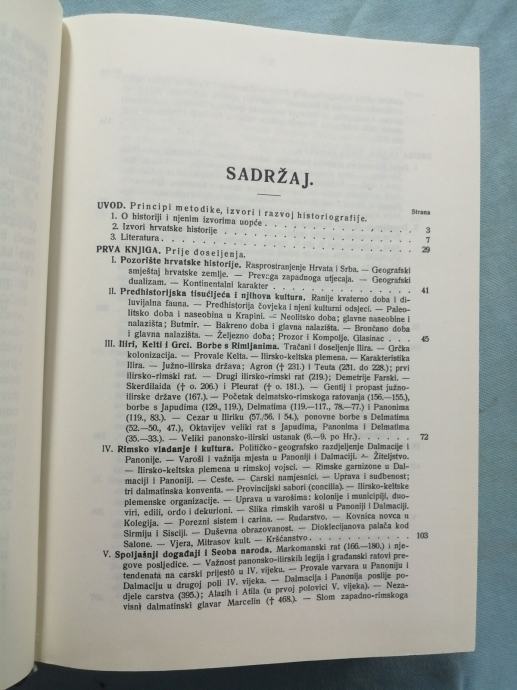 SADRŽAJ.
Strana
UVOD. Principi metodike, izvori i razvoj historiografije.
1. O historiji i njenim izvorima uopće . . . . . . . . . . . . 3
2. Izvori hrvatske historije . . . . . . . . . . . . 7
3. Literatura . . . . . . . . . . . . 29
PRVA KNJIGA. Prije doseljenja.
I. Pozorište hrvatske historije. Rasprostranjenje Hrvata i Srba. — Geografski
smještaj hrvatske zemlje. — Prevaga zapadnoga utjecaja. — Geografski
dualizam. — Kontinentalni karakter . . . . . . . . . . 41
II. Predhistorijska tisućljeća i njihova kultura. Ranije kvaterno doba i di-
luvijalna fauna. — Predhistorija čovjeka i njeni kulturni odsjeci. — Paleo-
litsko doba i naseobina u Krapini. — Neolitsko doba; glavne naseobine i
nalazišta; Butmir. — Bakreno doba i glavna nalazišta. — Brončano doba
i glavna nalazišta. — Željezno doba; Prozor i Kompolje. Glasinac . . . 45
III. Iliri, Kelti i Grci. Borbe s Rimljanima. Tračani i doseljenje Ilira. — Grčka
kolonizacija. — Provale Kelta. — Ilirsko-keltska plemena. — Karakteristika
Ilira. — Južno-ilirska država; Agron († 231.) i Teuta (231. do 228.); prvi
ilirsko-rimski rat. — Drugi ilirsko-rimski rat (219.); Demetrije Farski. —
Skerdilaida († o. 206.) i Pleurat († o. 181.). — Gentij i propast južno-
ilirske države (167.). — Početak delmatsko-rimskoga ratovanja (156.—155.),
borbe s Japudima (129., 119.), Delmatima (119.—117., 78.—77.) i Panonima
(119., 83.). — Cezar u Iliriku (57./56. i 54.), ponovne borbe s Delmatima
(52.—50., 47.), Oktavijev veliki rat s Japudima, Panonima i Dalmatima
(35.—33.). — Veliki panonsko-ilirski ustanak (6.—9. po Hr.) . . . . . . 72
IV. Rimsko vladanje i kultura. Političko-geografsko razdjeljenje Dalmacije i
Panonije. — Varoši i važnija mjesta u Panoniji i Dalmaciji. — Žiteljstvo.
— Ilirsko-keltska plemena u rimskoj vojsci. — Rimske garnizone u Dal-
maciji i Panoniji. — Ceste. — Carski namjesnici. — Uprava i sudbenost;
tri dalmatinska konventa. — Provincijski sabori (concilia). — Ilirsko-keltske
plemenske organizacije. — Uprava u varošima: kolonije i municipiji, duo-
viri, edili, ordo i dekurioni. — Slika rimskih varoši u Panoniji i Dalmaciji.
Kolegija. — Porezni sistem i carina. — Rudarstvo. — Kovnica novca u
Sirmiju i Sisciji. — Duševna obrazovanost. — Dioklecijanova palača kod
Salone. — Vjera, Mitrasov kult. — Kršćanstvo . . . . . . . . . 103
V. Spoljašnji događaji i Seoba naroda. Markomanski rat (166.—180.) i nje-
gove posljedice. — Važnost panonsko-ilirskih legija i građanski ratovi pre-
tendenata na carski prijesto u IV. vijeku. — Provale varvara u Panoniju i
Dalmaciju u drugoj poli IV. vijeka. — Dalmacija i Panonija poslije po-
djele carstva (395.); Alazih i Atila (u prvoj polovici V. vijeka). — Neza-
visni dalmatinski glavar Marcelin († 468.). — Slom zapadno-rimskoga